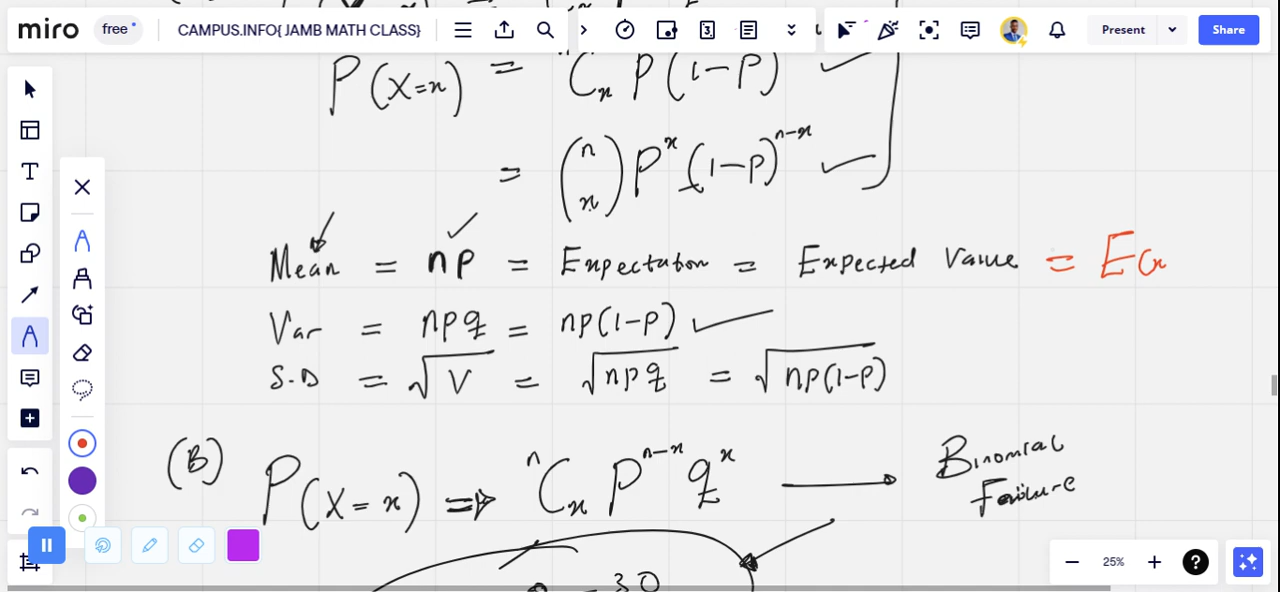 miro free CAMPUS.INFO{ JAMB MATH CLASS} Present Share
P(X=x) = ⁿCₓ P (1-P)
= (n x) Pˣ (1-P)ⁿ⁻ˣ
Mean = np = Expectation = Expected Value = E(x
Var = npq = np(1-p)
S.D = √V = √npq = √np(1-p)
(B) P(X=x) ⇒ ⁿCₓ Pⁿ⁻ˣ qˣ → Binomial
Failure
30
25%